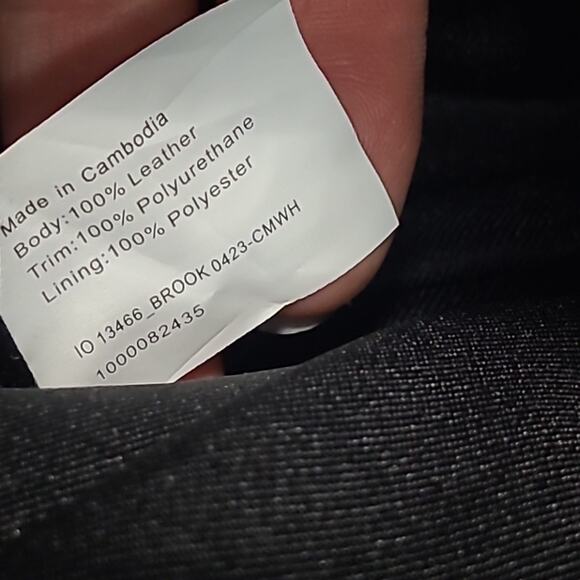 Made in Cambodia
Body:100% Leather
Trim:100% Polyurethane
Lining:100% Polyester
IO 13466_BROOK 0423-CMWH
1000082435